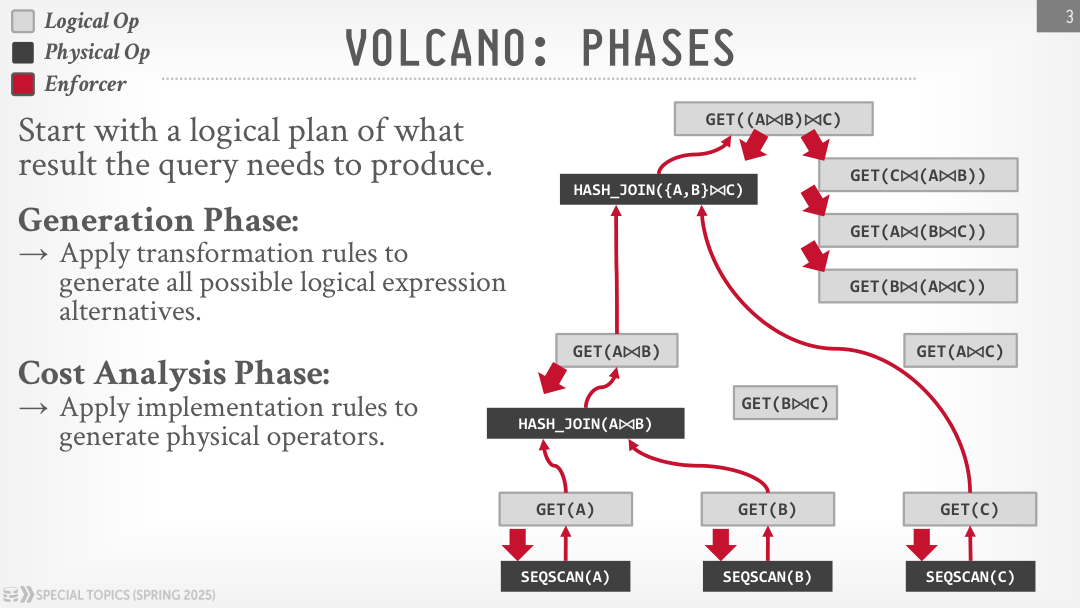 Logical Op
Physical Op
Enforcer
VOLCANO: PHASES
3
Start with a logical plan of what
result the query needs to produce.
Generation Phase:
→ Apply transformation rules to
generate all possible logical expression
alternatives.
Cost Analysis Phase:
→ Apply implementation rules to
generate physical operators.
GET((A⋈B)⋈C)
GET(C⋈(A⋈B))
HASH_JOIN({A,B}⋈C)
GET(A⋈(B⋈C))
GET(B⋈(A⋈C))
GET(A⋈B)
GET(A⋈C)
GET(B⋈C)
HASH_JOIN(A⋈B)
GET(A)
GET(B)
GET(C)
SEQSCAN(A)
SEQSCAN(B)
SEQSCAN(C)
SPECIAL TOPICS (SPRING 2025)